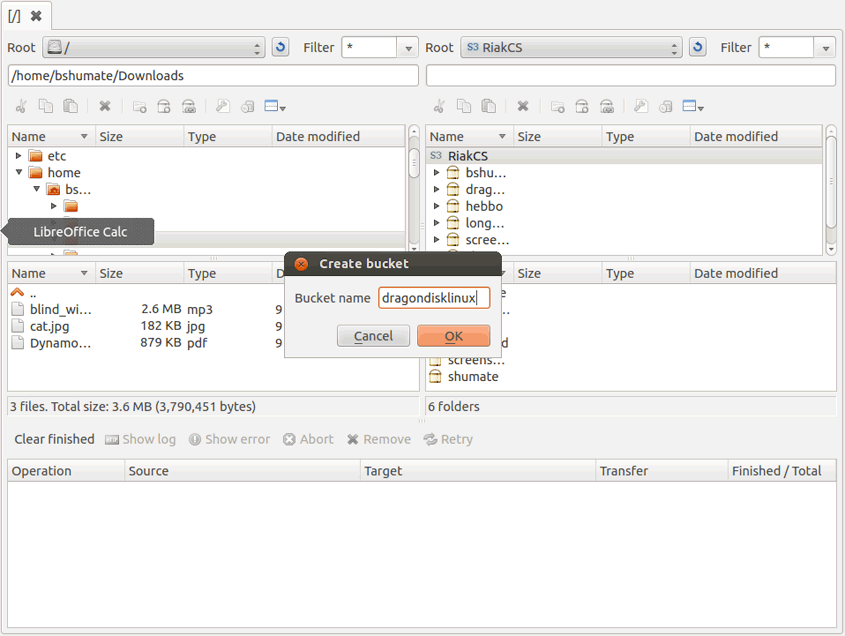 [/]
Root / Filter * Root S3 RiakCS Filter *
/home/bshumate/Downloads
Name Size Type Date modified Name Size Type Date modified
etc S3 RiakCS
home bshu...
bs... drag...
hebbo
LibreOffice Calc long...
scree...
Create bucket
Name Size Type D Size Type Date modified
.. e
Bucket name dragondisklinux
blind_wi... 2.6 MB mp3 9 ..
cat.jpg 182 KB jpg 9
Cancel OK
Dynamo... 879 KB pdf 9 d
screens...
shumate
3 files. Total size: 3.6 MB (3,790,451 bytes) 6 folders
Clear finished Show log Show error Abort Remove Retry
Operation Source Target Transfer Finished / Total